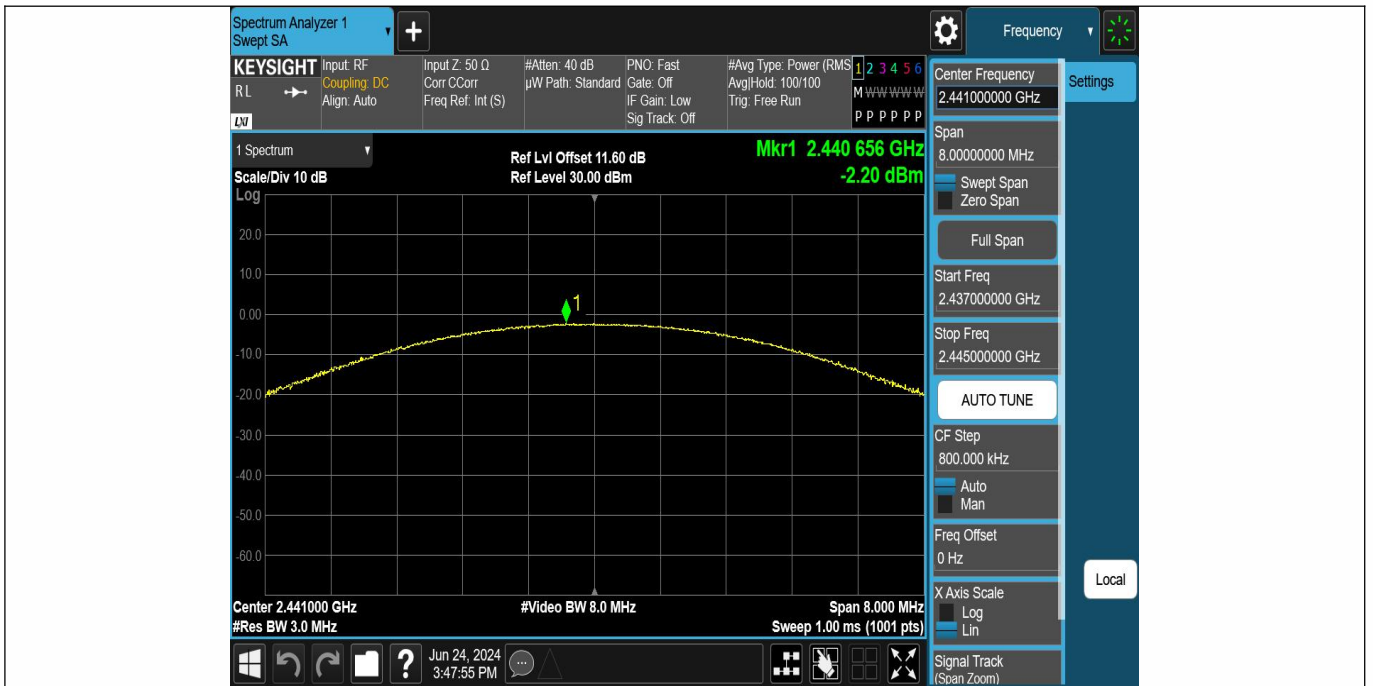 Spectrum Analyzer 1
Swept SA
Frequency
KEYSIGHT
RL
LXI
Input: RF
Coupling: DC
Align: Auto
Input Z: 50 Ω
Corr CCorr
Freq Ref: Int (S)
#Atten: 40 dB
µW Path: Standard
PNO: Fast
Gate: Off
IF Gain: Low
Sig Track: Off
#Avg Type: Power (RMS
Avg|Hold: 100/100
Trig: Free Run
1 2 3 4 5 6
M W W W W W
P P P P P P
1 Spectrum
Scale/Div 10 dB
Log
Ref Lvl Offset 11.60 dB
Ref Level 30.00 dBm
Mkr1 2.440 656 GHz
-2.20 dBm
20.0
10.0
0.00
-10.0
-20.0
-30.0
-40.0
-50.0
-60.0
1
Center 2.441000 GHz
#Res BW 3.0 MHz
#Video BW 8.0 MHz
Span 8.000 MHz
Sweep 1.00 ms (1001 pts)
Center Frequency
2.441000000 GHz
Settings
Span
8.00000000 MHz
Swept Span
Zero Span
Full Span
Start Freq
2.437000000 GHz
Stop Freq
2.445000000 GHz
AUTO TUNE
CF Step
800.000 kHz
Auto
Man
Freq Offset
0 Hz
Local
X Axis Scale
Log
Lin
Signal Track
(Span Zoom)
?
Jun 24, 2024
3:47:55 PM